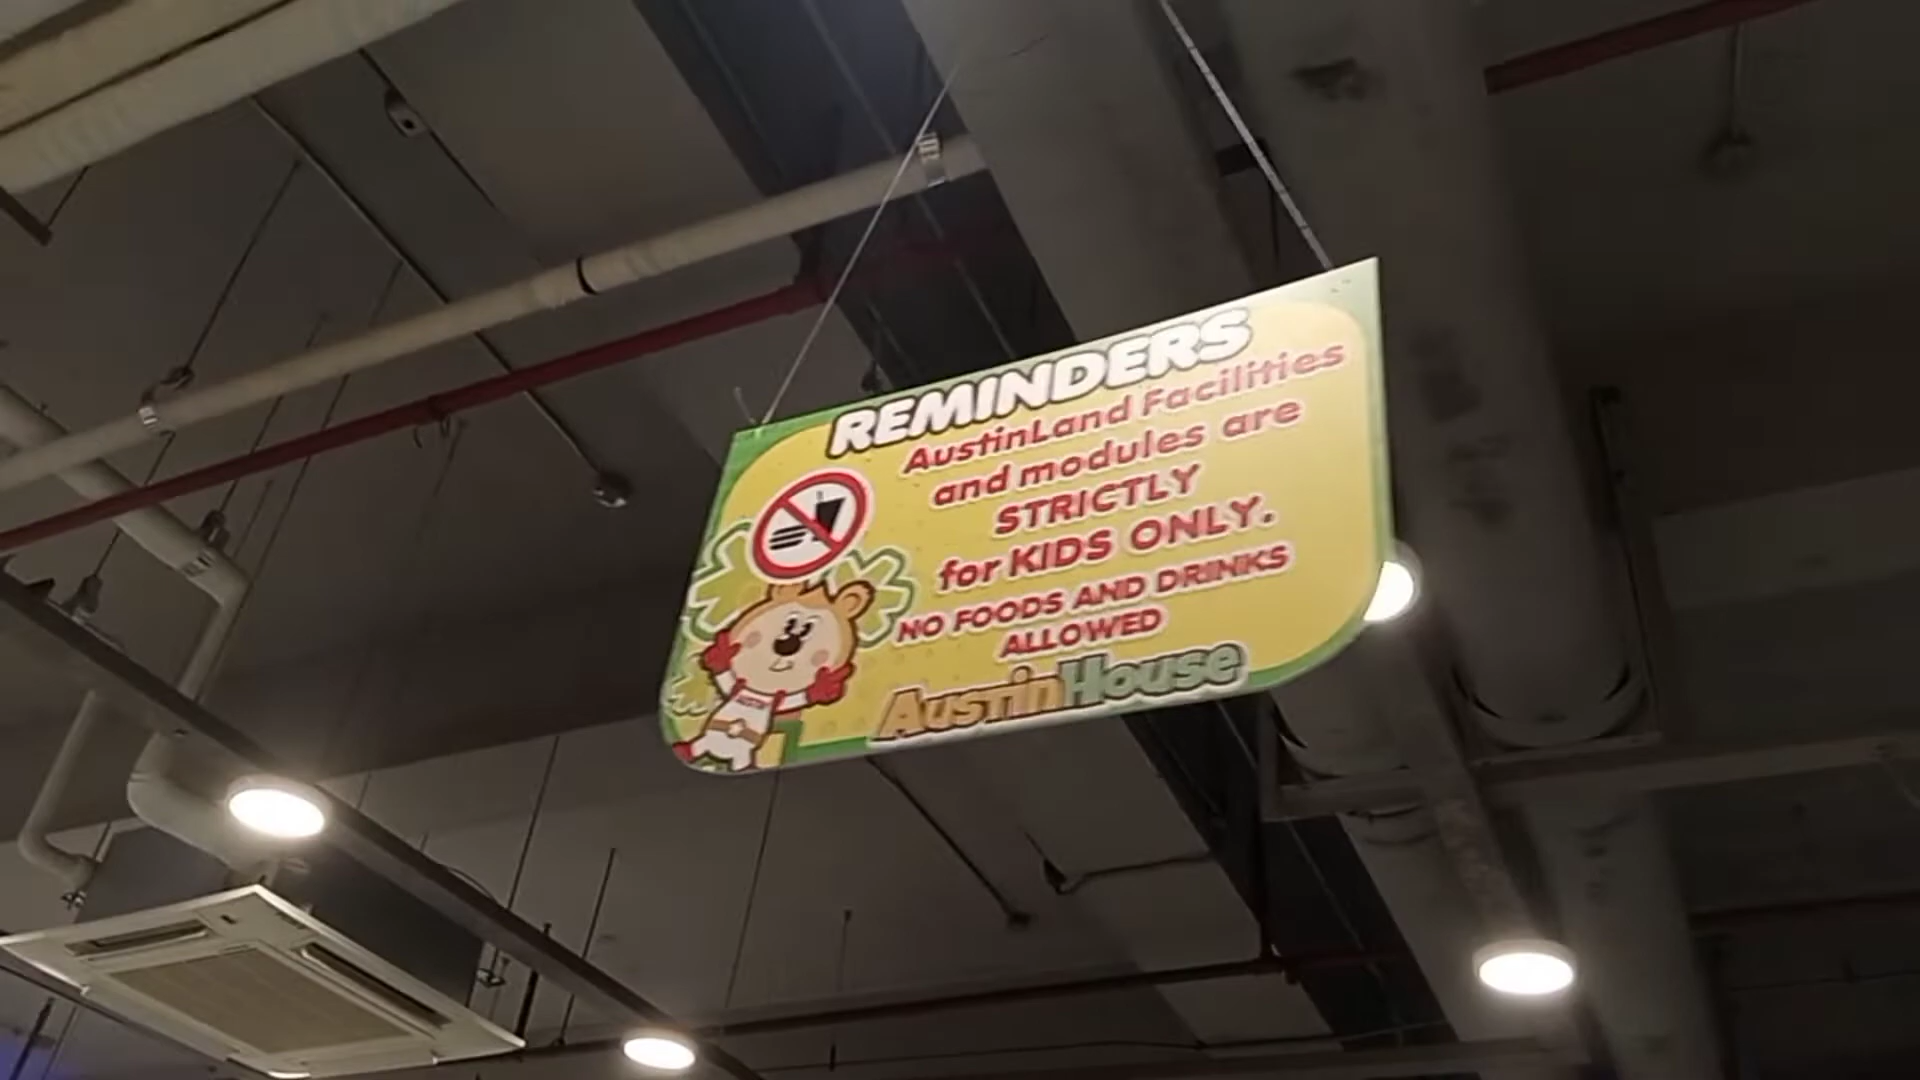 REMINDERS
AustinLand Facilities
and modules are
STRICTLY
for KIDS ONLY.
NO FOODS AND DRINKS
ALLOWED
AustinHouse